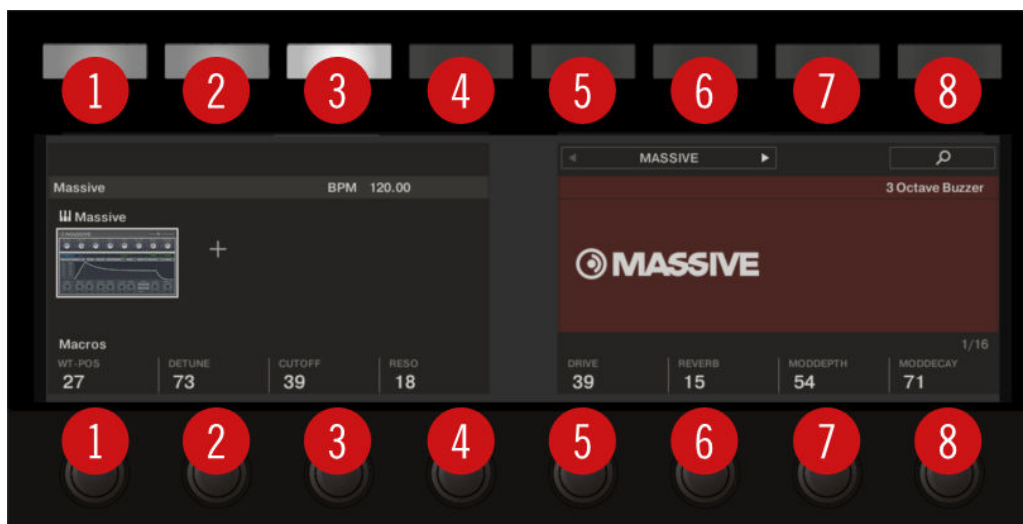 1 2 3 4 5 6 7 8
MASSIVE
Massive BPM 120.00
3 Octave Buzzer
Massive
MASSIVE
Macros
1/16
WT-POS DETUNE CUTOFF RESO DRIVE REVERB MODDEPTH MODDECAY
27 73 39 18 39 15 54 71
1 2 3 4 5 6 7 8